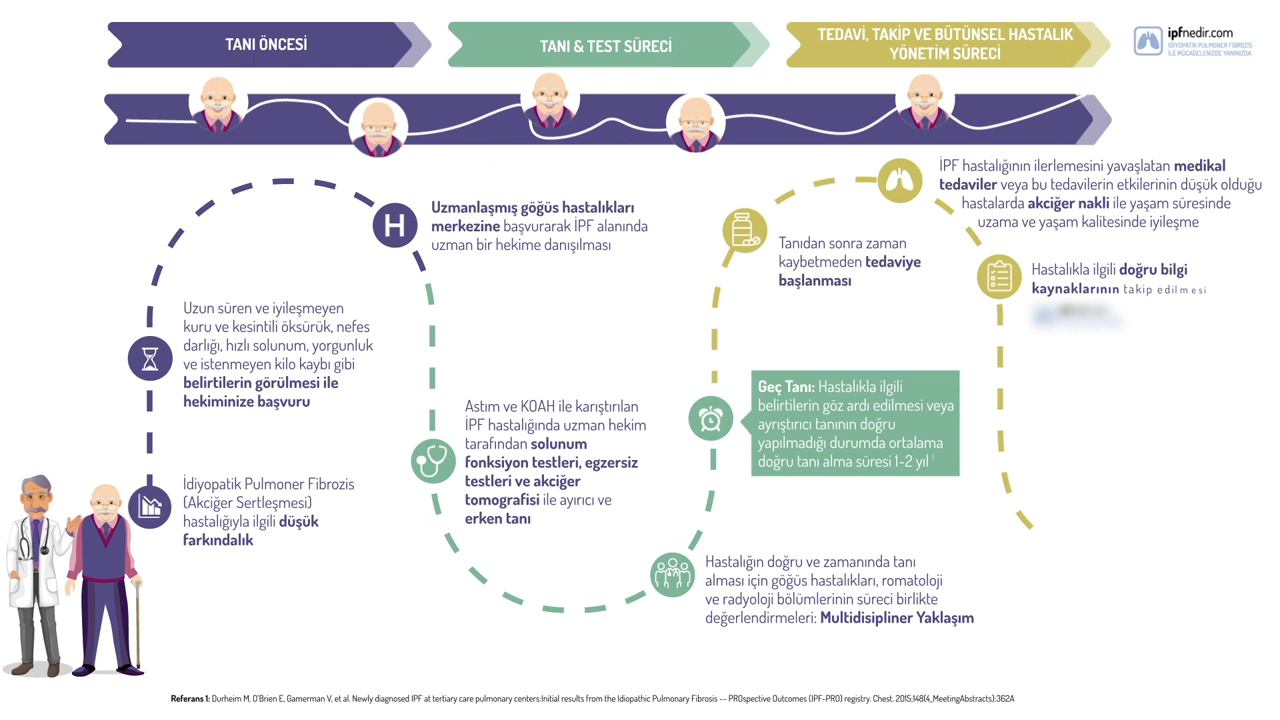 TANI ÖNCESİ
TANI & TEST SÜRECİ
TEDAVİ, TAKİP VE BÜTÜNSEL HASTALIK
YÖNETİM SÜRECİ
ipfnedir.com
İDİYOPATİK PULMONER FİBROZİS
İLE MÜCADELENİZDE YANINIZDA
Uzmanlaşmış göğüs hastalıkları
merkezine başvurarak İPF alanında
uzman bir hekime danışılması
Uzun süren ve iyileşmeyen
kuru ve kesintili öksürük, nefes
darlığı, hızlı solunum, yorgunluk
ve istenmeyen kilo kaybı gibi
belirtilerin görülmesi ile
hekiminize başvuru
İdiyopatik Pulmoner Fibrozis
(Akciğer Sertleşmesi)
hastalığıyla ilgili düşük
farkındalık
Astım ve KOAH ile karıştırılan
İPF hastalığında uzman hekim
tarafından solunum
fonksiyon testleri, egzersiz
testleri ve akciğer
tomografisi ile ayırıcı ve
erken tanı
Hastalığın doğru ve zamanında tanı
alması için göğüs hastalıkları, romatoloji
ve radyoloji bölümlerinin süreci birlikte
değerlendirmeleri: Multidisipliner Yaklaşım
Geç Tanı: Hastalıkla ilgili
belirtilerin göz ardı edilmesi veya
ayrıştırıcı tanının doğru
yapılmadığı durumda ortalama
doğru tanı alma süresi 1-2 yıl ¹
Tanıdan sonra zaman
kaybetmeden tedaviye
başlanması
İPF hastalığının ilerlemesini yavaşlatan medikal
tedaviler veya bu tedavilerin etkilerinin düşük olduğu
hastalarda akciğer nakli ile yaşam süresinde
uzama ve yaşam kalitesinde iyileşme
Hastalıkla ilgili doğru bilgi
kaynaklarının takip edilmesi
Referans 1: Durheim M, O'Brien E, Gamerman V, et al. Newly diagnosed IPF at tertiary care pulmonary centers:Initial results from the Idiopathic Pulmonary Fibrosis -- PROspective Outcomes (IPF-PRO) registry. Chest. 2015;148(4_MeetingAbstracts):362A